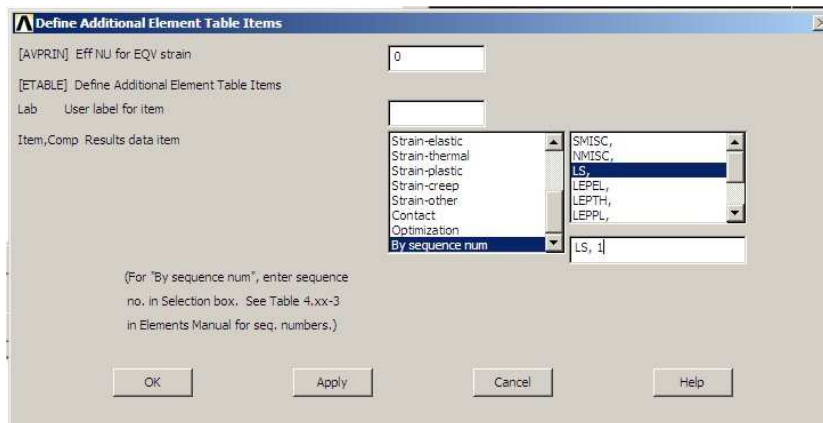 Define Additional Element Table Items
[AVPRIN] Eff NU for EQV strain
0
[ETABLE] Define Additional Element Table Items
Lab User label for item
Item,Comp Results data item
Strain-elastic
Strain-thermal
Strain-plastic
Strain-creep
Strain-other
Contact
Optimization
By sequence num
SMISC,
NMISC,
LS,
LEPEL,
LEPTH,
LEPPL,
LS, 1
(For "By sequence num", enter sequence
no. in Selection box. See Table 4.xx-3
in Elements Manual for seq. numbers.)
OK Apply Cancel Help